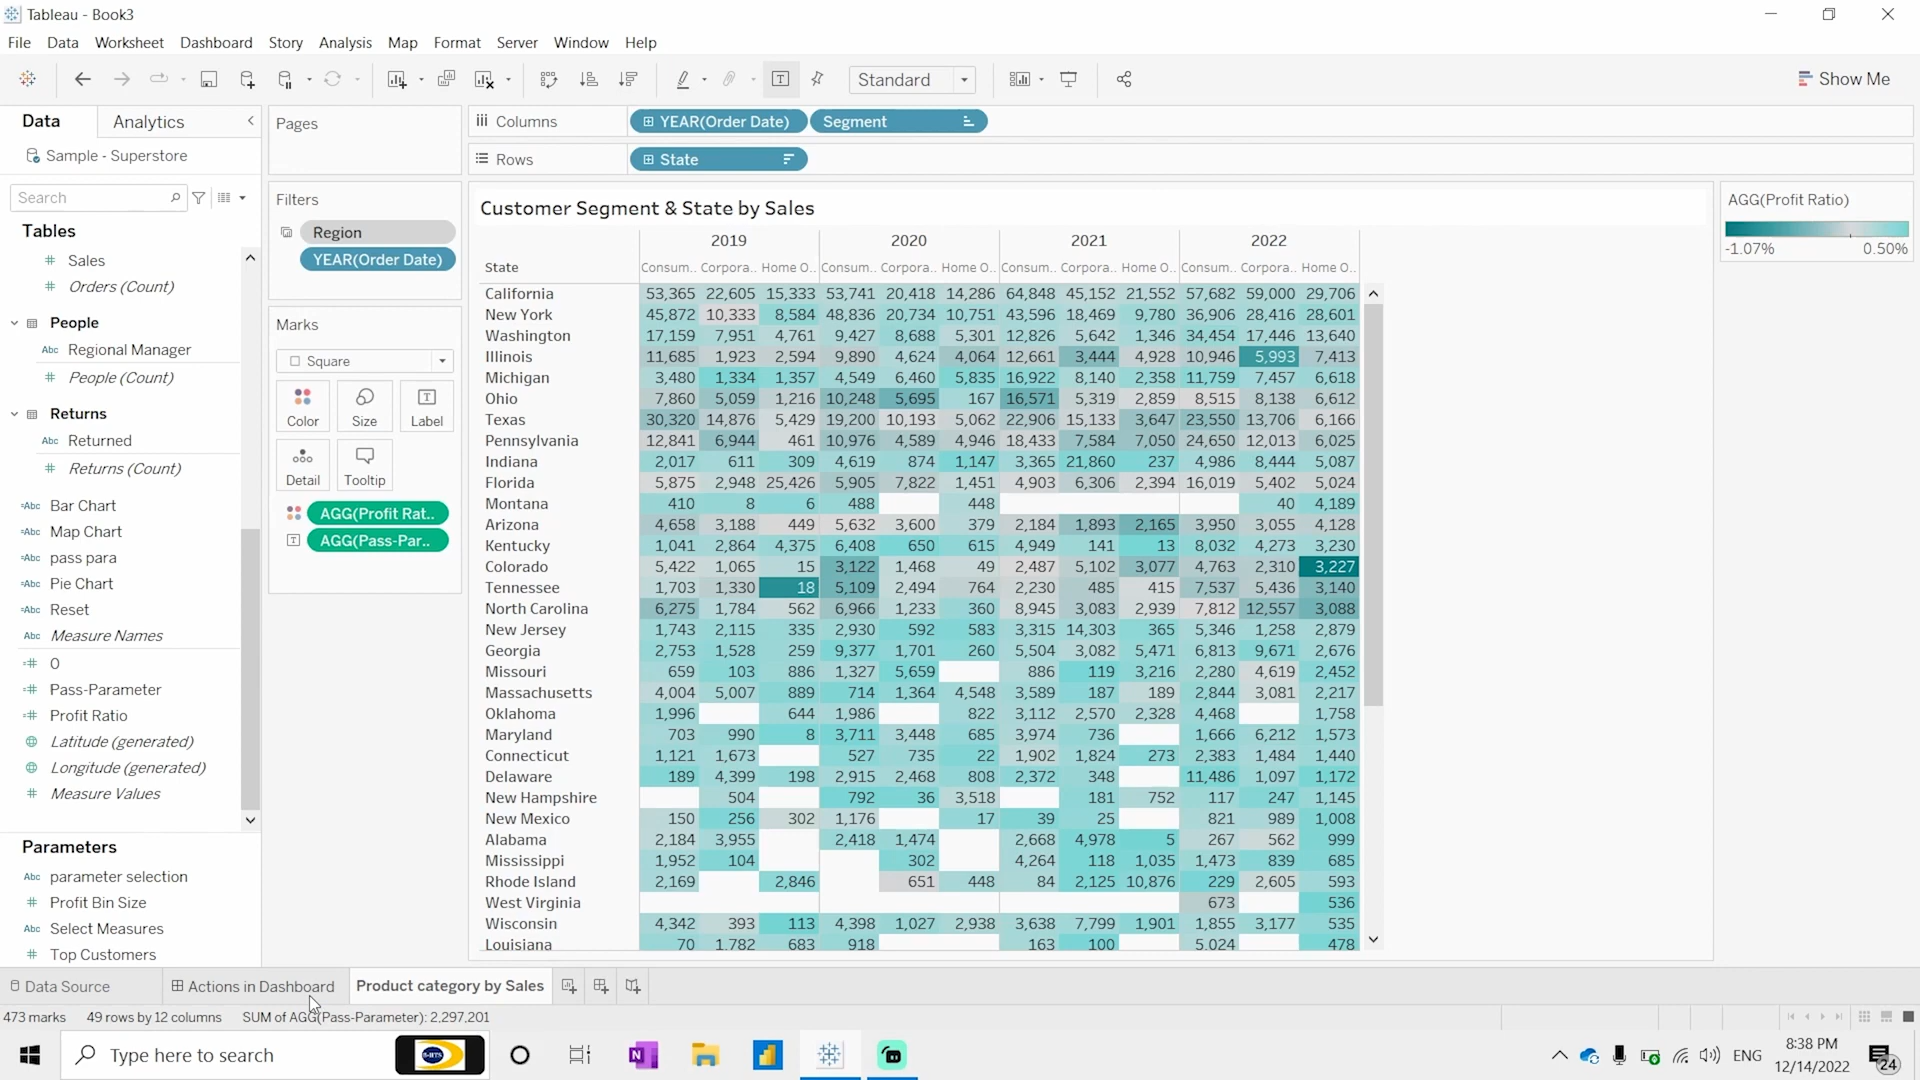 Tableau - Book3
File Data Worksheet Dashboard Story Analysis Map Format Server Window Help
Standard
Show Me
Data Analytics
Sample - Superstore
Search
Tables
Sales
Orders (Count)
People
Regional Manager
People (Count)
Returns
Abc Returned
Returns (Count)
Bar Chart
Map Chart
pass para
Pie Chart
Reset
Measure Names
0
Pass-Parameter
Profit Ratio
Latitude (generated)
Longitude (generated)
Measure Values
Parameters
Abc parameter selection
Profit Bin Size
Abc Select Measures
Top Customers
Pages
Filters
Region
YEAR(Order Date)
Marks
Square
Color Size Label
Detail Tooltip
AGG(Profit Rat..
AGG(Pass-Par..
Columns YEAR(Order Date) Segment
Rows State
Customer Segment & State by Sales
2019 2020 2021 2022
State Consum.. Corpora.. Home O.. Consum.. Corpora.. Home O.. Consum.. Corpora.. Home O.. Consum.. Corpora.. Home O..
California 53,365 22,605 15,333 53,741 20,418 14,286 64,848 45,152 21,552 57,682 59,000 29,706
New York 45,872 10,333 8,584 48,836 20,734 10,751 43,596 18,469 9,780 36,906 28,416 28,601
Washington 17,159 7,951 4,761 9,427 8,688 5,301 12,826 5,642 1,346 34,454 17,446 13,640
Illinois 11,685 1,923 2,594 9,890 4,624 4,064 12,661 3,444 4,928 10,946 5,993 7,413
Michigan 3,480 1,334 1,357 4,549 6,460 5,835 16,922 8,140 2,358 11,759 7,457 6,618
Ohio 7,860 5,059 1,216 10,248 5,695 167 16,571 5,319 2,859 8,515 8,138 6,612
Texas 30,320 14,876 5,429 19,200 10,193 5,062 22,906 15,133 3,647 23,550 13,706 6,166
Pennsylvania 12,841 6,944 461 10,976 4,589 4,946 18,433 7,584 7,050 24,650 12,013 6,025
Indiana 2,017 611 309 4,619 874 1,147 3,365 21,860 237 4,986 8,444 5,087
Florida 5,875 2,948 25,426 5,905 7,822 1,451 4,903 6,306 2,394 16,019 5,402 5,024
Montana 410 8 6 488 448 40 4,189
Arizona 4,658 3,188 449 5,632 3,600 379 2,184 1,893 2,165 3,950 3,055 4,128
Kentucky 1,041 2,864 4,375 6,408 650 615 4,949 141 13 8,032 4,273 3,230
Colorado 5,422 1,065 15 3,122 1,468 49 2,487 5,102 3,077 4,763 2,310 3,227
Tennessee 1,703 1,330 18 5,109 2,494 764 2,230 485 415 7,537 5,436 3,140
North Carolina 6,275 1,784 562 6,966 1,233 360 8,945 3,083 2,939 7,812 12,557 3,088
New Jersey 1,743 2,115 335 2,930 592 583 3,315 14,303 365 5,346 1,258 2,879
Georgia 2,753 1,528 259 9,377 1,701 260 5,504 3,082 5,471 6,813 9,671 2,676
Missouri 659 103 886 1,327 5,659 886 119 3,216 2,280 4,619 2,452
Massachusetts 4,004 5,007 889 714 1,364 4,548 3,589 187 189 2,844 3,081 2,217
Oklahoma 1,996 644 1,986 822 3,112 2,570 2,328 4,468 1,758
Maryland 703 990 8 3,711 3,448 685 3,974 736 1,666 6,212 1,573
Connecticut 1,121 1,673 527 735 22 1,902 1,824 273 2,383 1,484 1,440
Delaware 189 4,399 198 2,915 2,468 808 2,372 348 11,486 1,097 1,172
New Hampshire 504 792 36 3,518 181 752 117 247 1,145
New Mexico 150 256 302 1,176 17 39 25 821 989 1,008
Alabama 2,184 3,955 2,418 1,474 2,668 4,978 5 267 562 999
Mississippi 1,952 104 302 4,264 118 1,035 1,473 839 685
Rhode Island 2,169 2,846 651 448 84 2,125 10,876 229 2,605 593
West Virginia 673 536
Wisconsin 4,342 393 113 4,398 1,027 2,938 3,638 7,799 1,901 1,855 3,177 535
Louisiana 70 1,782 683 918 163 100 5,024 478
AGG(Profit Ratio)
-1.07% 0.50%
Data Source Actions in Dashboard Product category by Sales
473 marks 49 rows by 12 columns SUM of AGG(Pass-Parameter): 2,297,201
Type here to search
ENG
8:38 PM
12/14/2022
24